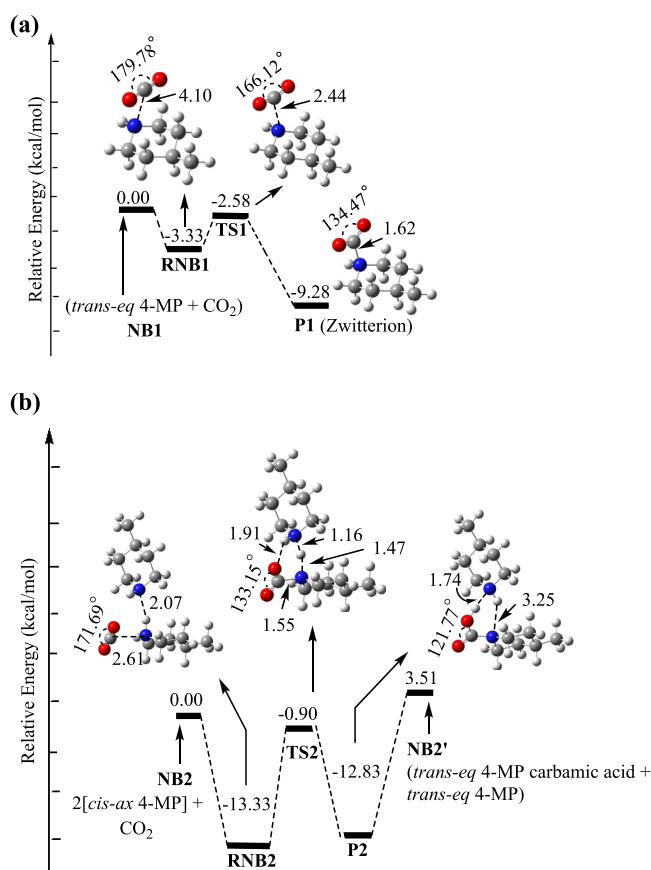 (a)
Relative Energy (kcal/mol)
179.78°
4.10
166.12°
2.44
134.47°
1.62
0.00
-3.33
RNB1
-2.58
TS1
-9.28
P1 (Zwitterion)
(trans-eq 4-MP + CO2)
NB1
(b)
Relative Energy (kcal/mol)
171.69°
2.07
2.61
1.91
1.16
1.47
133.15°
1.55
1.74
3.25
121.77°
0.00
NB2
2[cis-ax 4-MP] +
CO2
-13.33
RNB2
-0.90
TS2
-12.83
P2
3.51
NB2'
(trans-eq 4-MP carbamic acid +
trans-eq 4-MP)